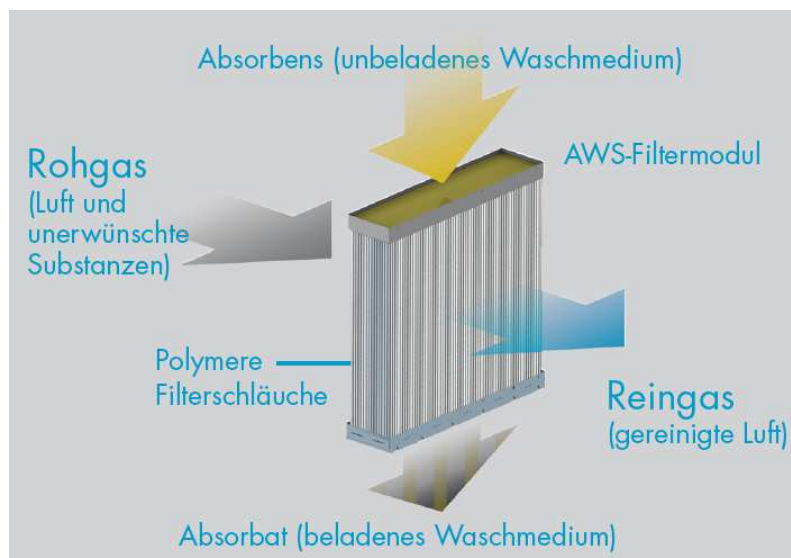 Absorbens (unbeladenes Waschmedium)
AWS-Filtermodul
Rohgas
(Luft und
unerwünschte
Substanzen)
Polymere
Filterschläuche
Reingas
(gereinigte Luft)
Absorbat (beladenes Waschmedium)